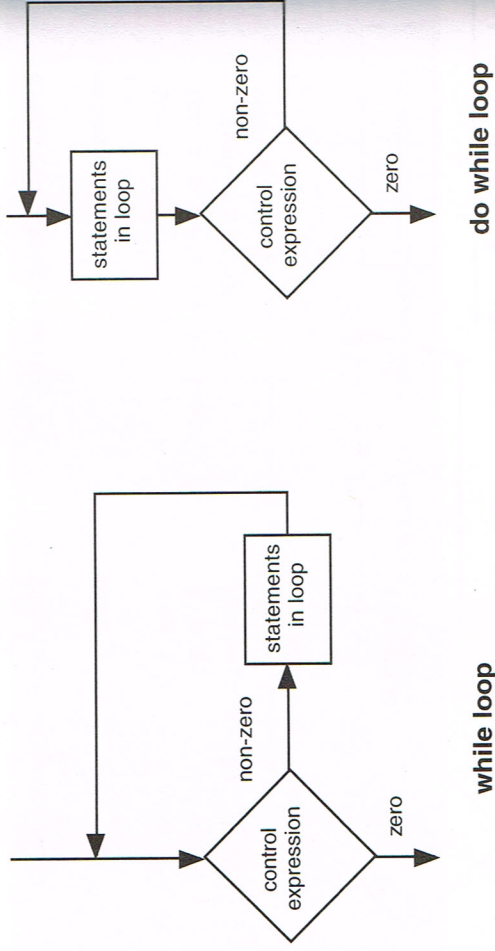 control
expression
non-zero
statements
in loop
zero
while loop
statements
in loop
control
expression
non-zero
zero
do while loop